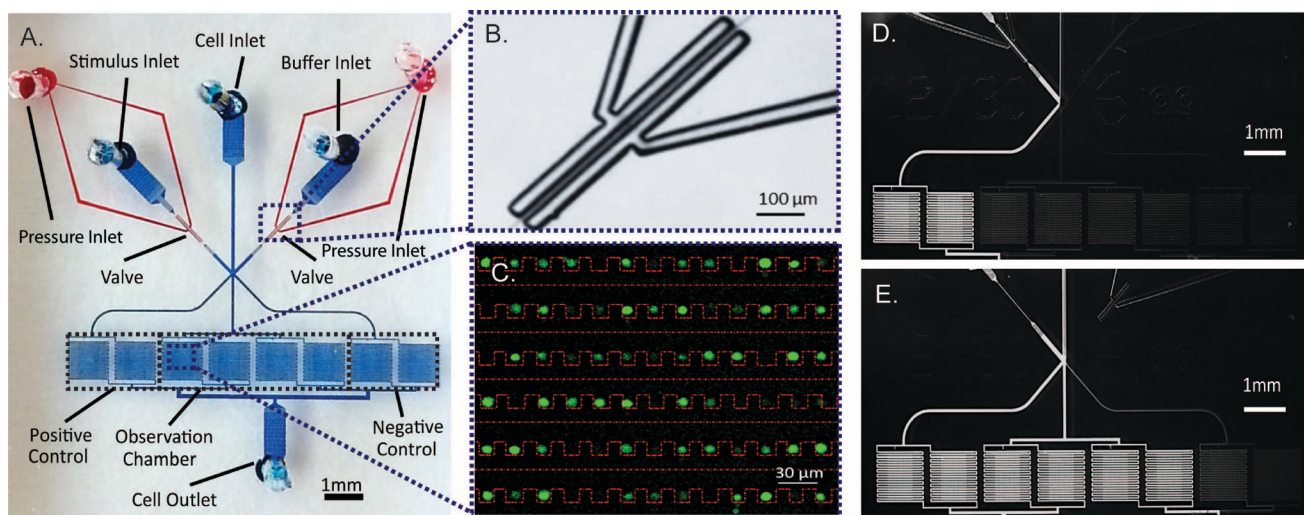 A.
Cell Inlet
Stimulus Inlet
Buffer Inlet
Pressure Inlet
Valve
Valve
Pressure Inlet
Positive
Control
Observation
Chamber
Negative
Control
Cell Outlet
1mm
B.
100 µm
C.
30 µm
D.
1mm
E.
1mm